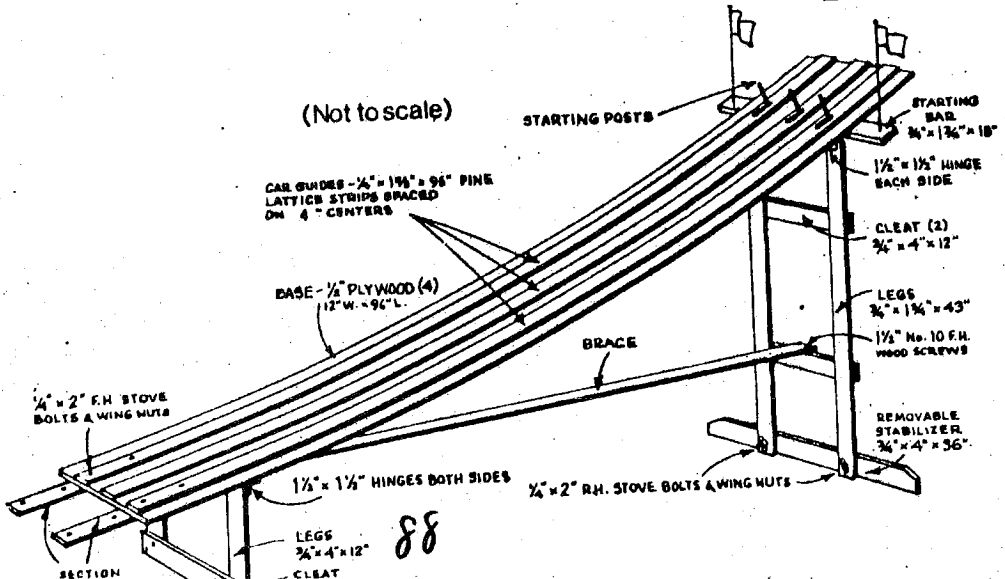 (Not to scale)
STARTING POSTS
STARTING
BAR
¾" x 1¾" x 18"
CAR GUIDES - ¼" x 1⅝" x 96" PINE
LATTICE STRIPS SPACED
ON 4" CENTERS
1½" x 1½" HINGE
EACH SIDE
CLEAT (2)
¾" x 4" x 12"
BASE - ½" PLYWOOD (4)
12" W. x 96" L.
LEGS
¾" x 1¾" x 43"
BRACE
1½" No. 10 F.H.
WOOD SCREWS
¼" x 2" F.H. STOVE
BOLTS & WING NUTS
REMOVABLE
STABILIZER
¾" x 4" x 36"
1½" x 1½" HINGES BOTH SIDES
¼" x 2" R.H. STOVE BOLTS & WING NUTS
LEGS
¾" x 4" x 12"
88
SECTION
CLEAT